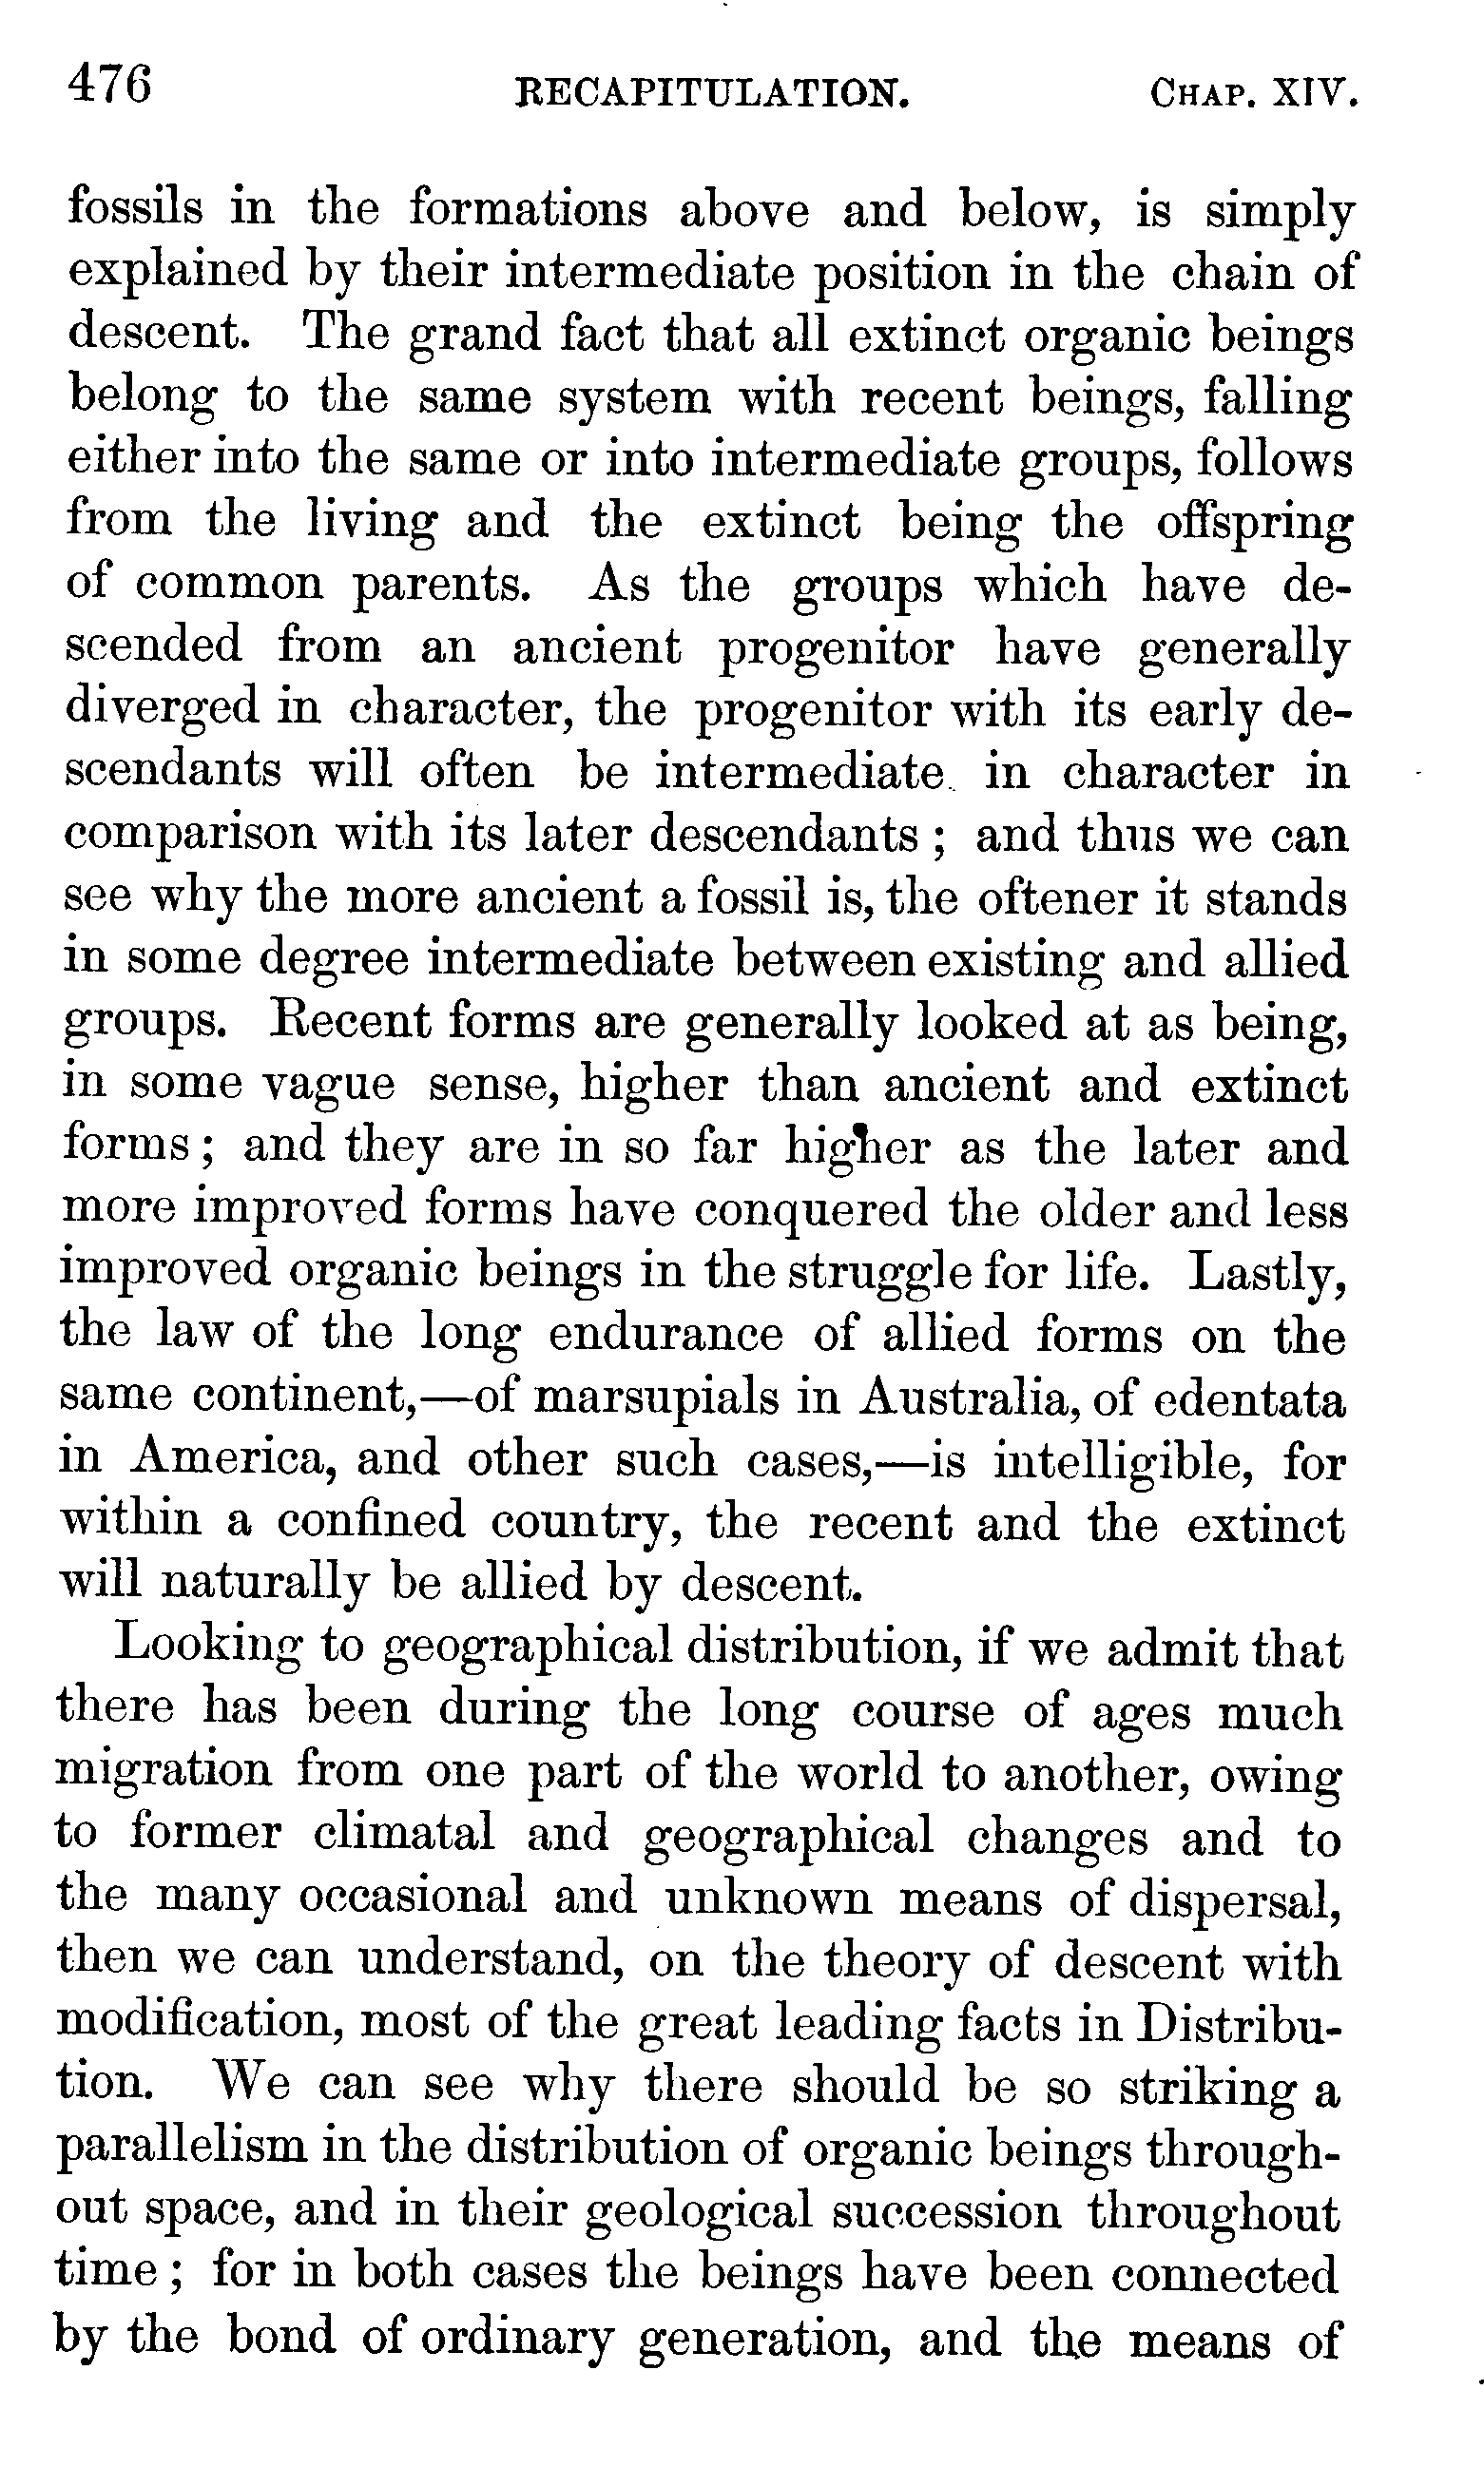 476 RECAPITULATION. CHAP. XIV.
fossils in the formations above and below, is simply
explained by their intermediate position in the chain of
descent. The grand fact that all extinct organic beings
belong to the same system with recent beings, falling
either into the same or into intermediate groups, follows
from the living and the extinct being the offspring
of common parents. As the groups which have de-
scended from an ancient progenitor have generally
diverged in character, the progenitor with its early de-
scendants will often be intermediate in character in
comparison with its later descendants ; and thus we can
see why the more ancient a fossil is, the oftener it stands
in some degree intermediate between existing and allied
groups. Recent forms are generally looked at as being,
in some vague sense, higher than ancient and extinct
forms ; and they are in so far higher as the later and
more improved forms have conquered the older and less
improved organic beings in the struggle for life. Lastly,
the law of the long endurance of allied forms on the
same continent,—of marsupials in Australia, of edentata
in America, and other such cases,—is intelligible, for
within a confined country, the recent and the extinct
will naturally be allied by descent.
Looking to geographical distribution, if we admit that
there has been during the long course of ages much
migration from one part of the world to another, owing
to former climatal and geographical changes and to
the many occasional and unknown means of dispersal,
then we can understand, on the theory of descent with
modification, most of the great leading facts in Distribu-
tion. We can see why there should be so striking a
parallelism in the distribution of organic beings through-
out space, and in their geological succession throughout
time ; for in both cases the beings have been connected
by the bond of ordinary generation, and the means of